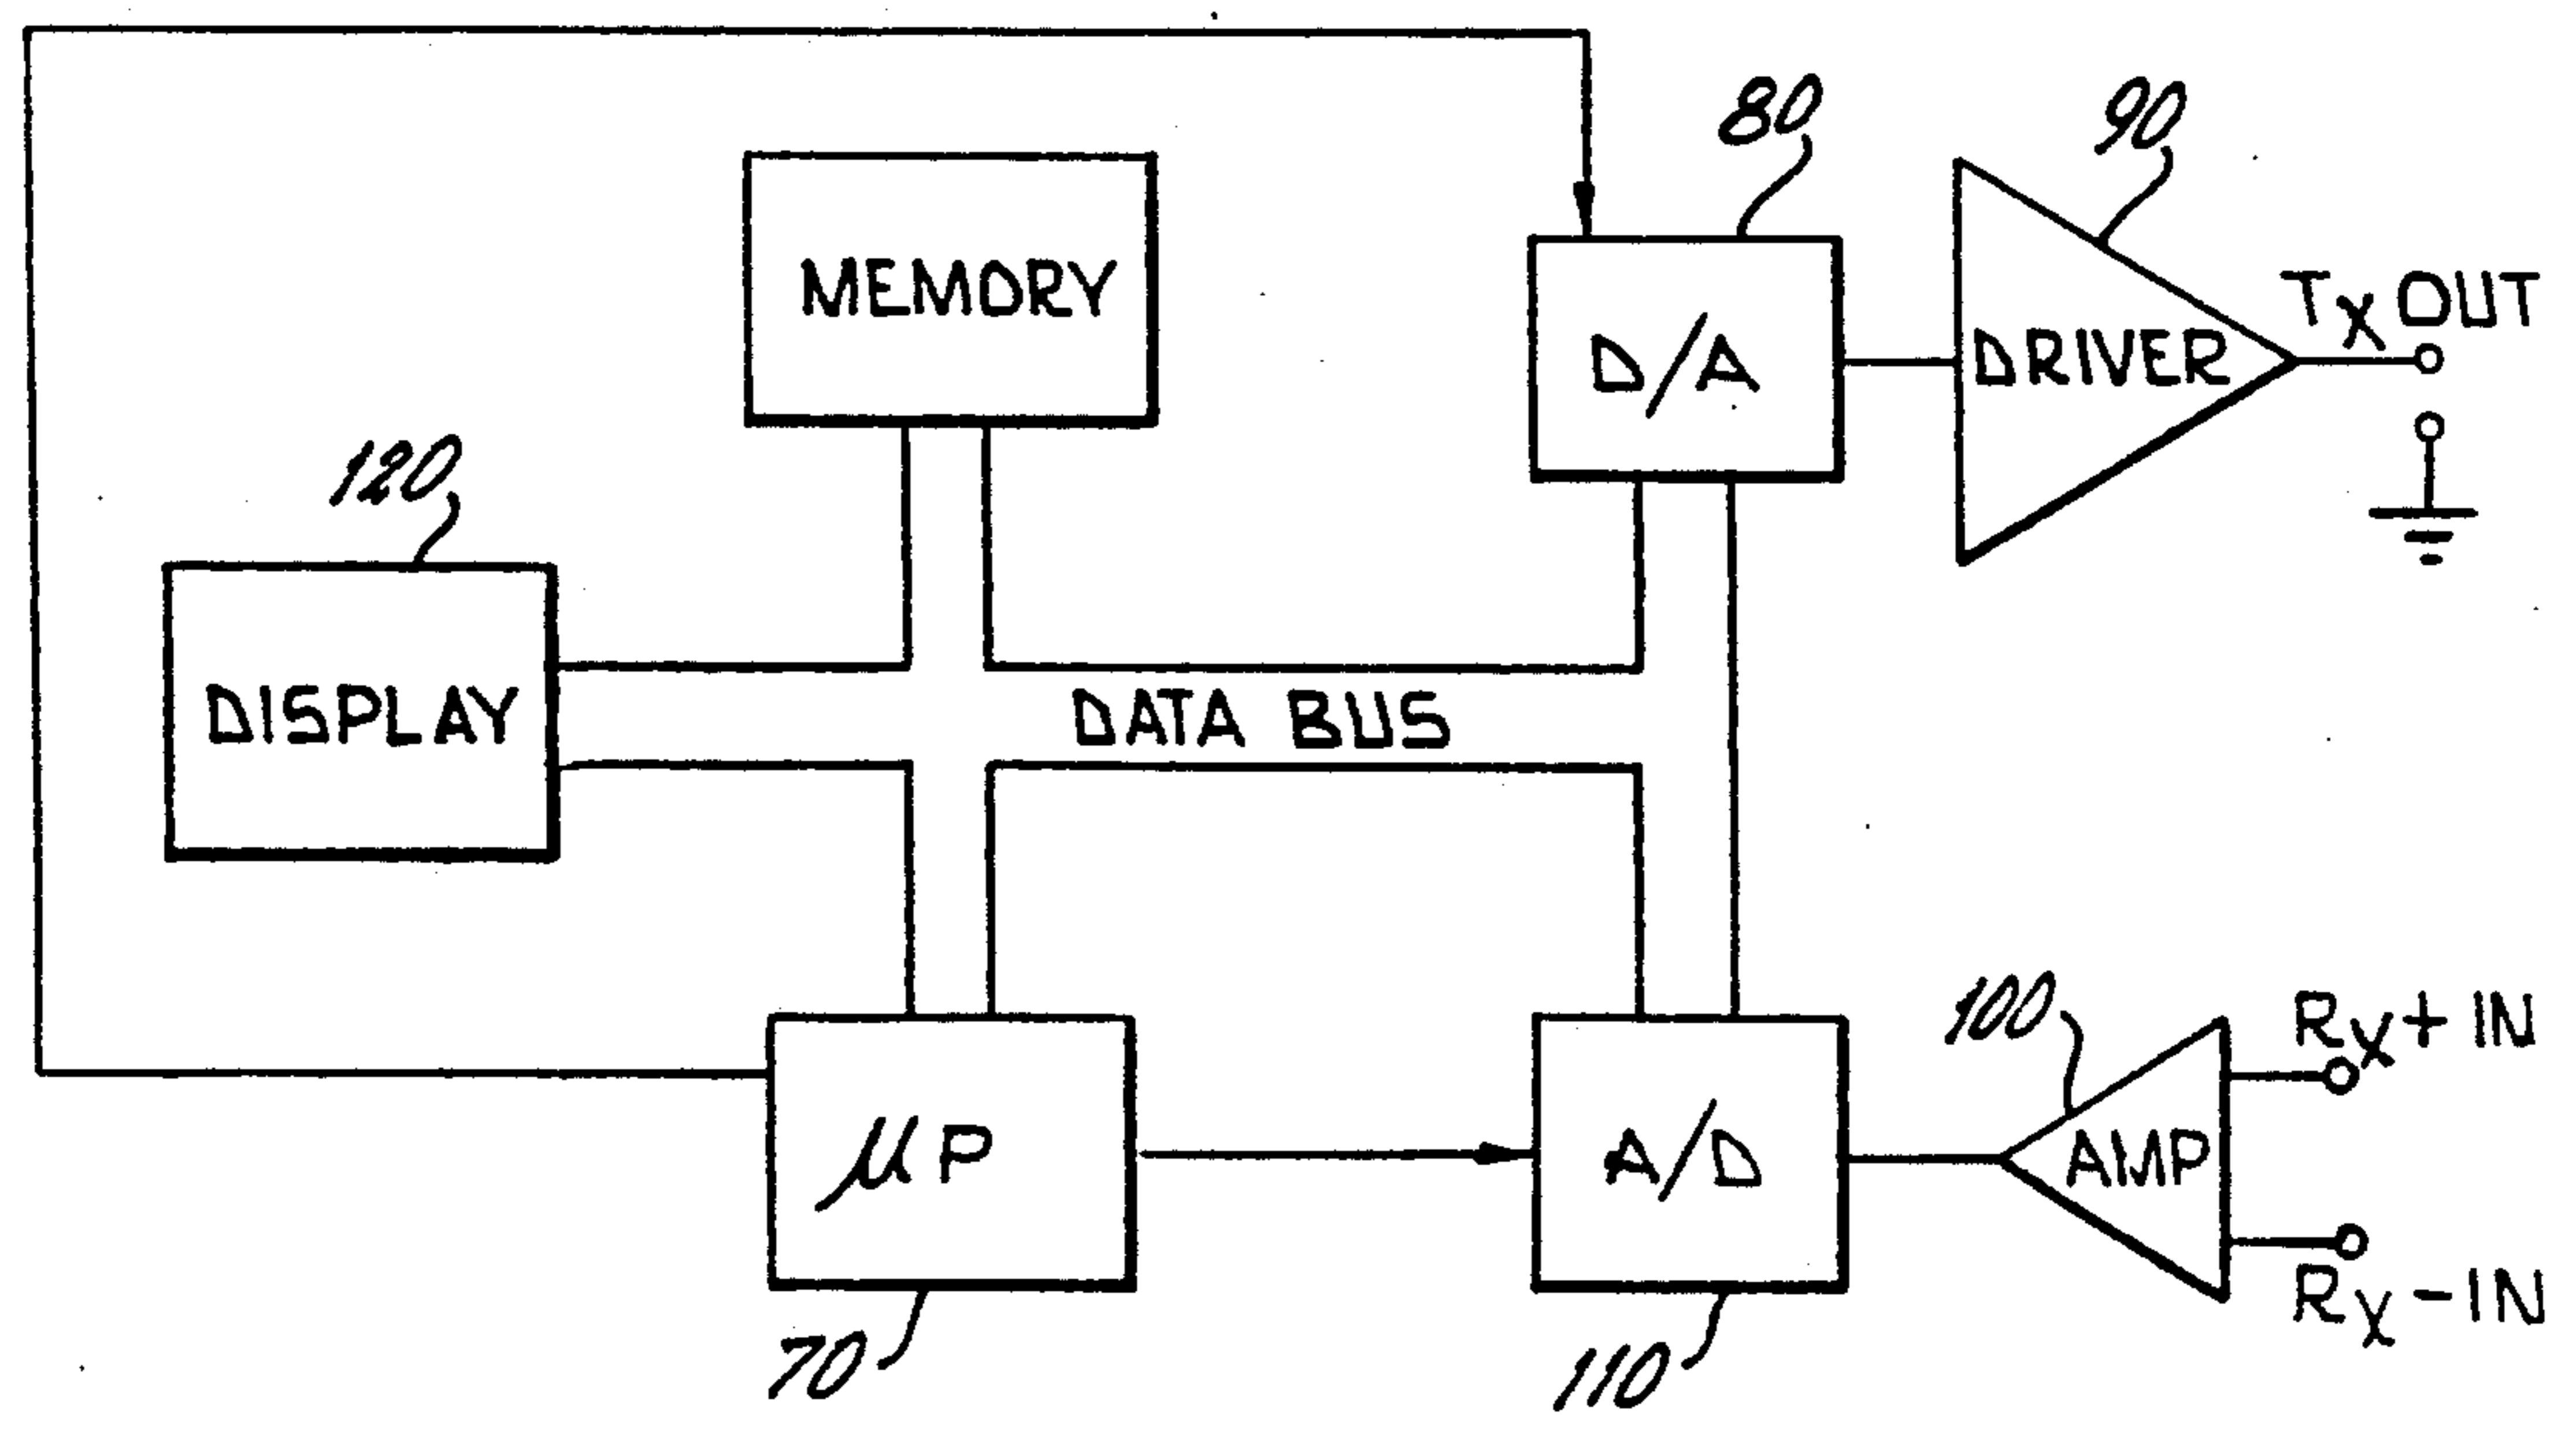 80
90
MEMORY
TX OUT
D/A
DRIVER
120
DISPLAY
DATA BUS
100
RX+ IN
μP
A/D
AMP
RX - IN
70
110